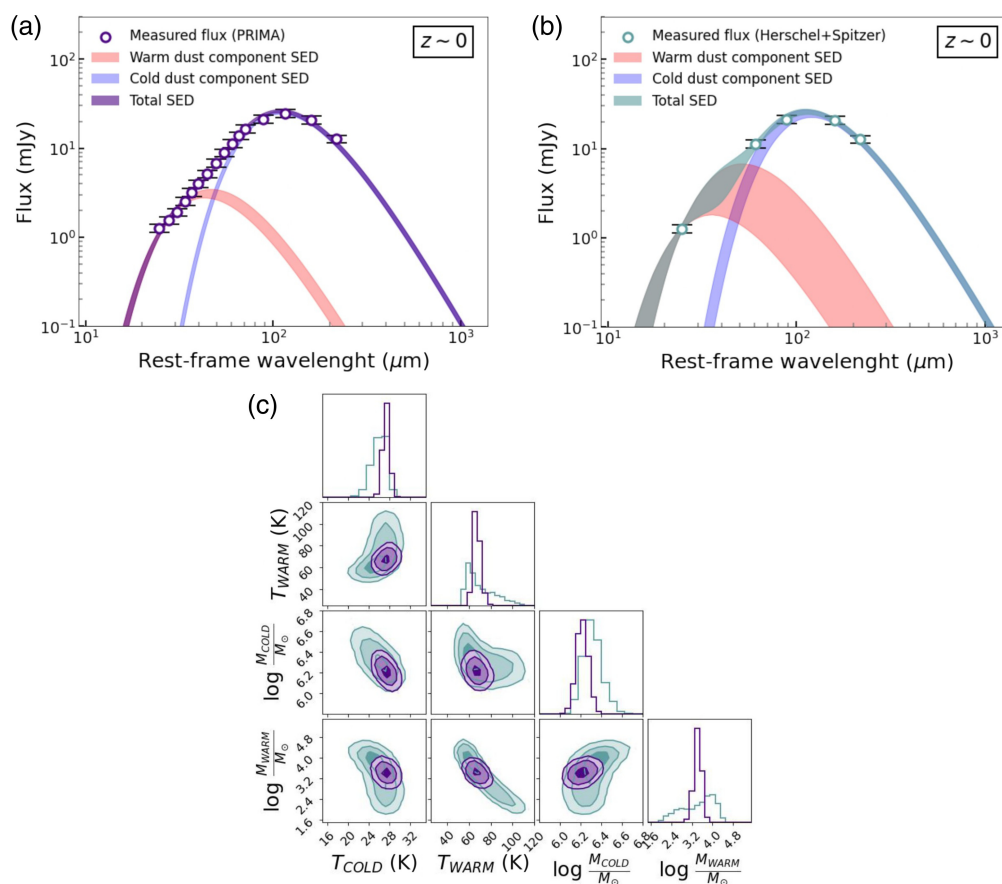 (a)
Measured flux (PRIMA)
Warm dust component SED
Cold dust component SED
Total SED
z ~ 0
10²
10¹
10⁰
10⁻¹
Flux (mJy)
10¹ 10² 10³
Rest-frame wavelenght (μm)
(b)
Measured flux (Herschel+Spitzer)
Warm dust component SED
Cold dust component SED
Total SED
z ~ 0
10²
10¹
10⁰
10⁻¹
Flux (mJy)
10¹ 10² 10³
Rest-frame wavelenght (μm)
(c)
T_WARM (K)
120
100
80
60
40
log M_COLD/M_⊙
6.8
6.6
6.4
6.2
6.0
log M_WARM/M_⊙
4.8
4.0
3.2
2.4
1.6
16 20 24 28 32
40 60 80 100 120
6.0 6.2 6.4 6.6 6.8
1.6 2.4 3.2 4.0 4.8
T_COLD (K)
T_WARM (K)
log M_COLD/M_⊙
log M_WARM/M_⊙